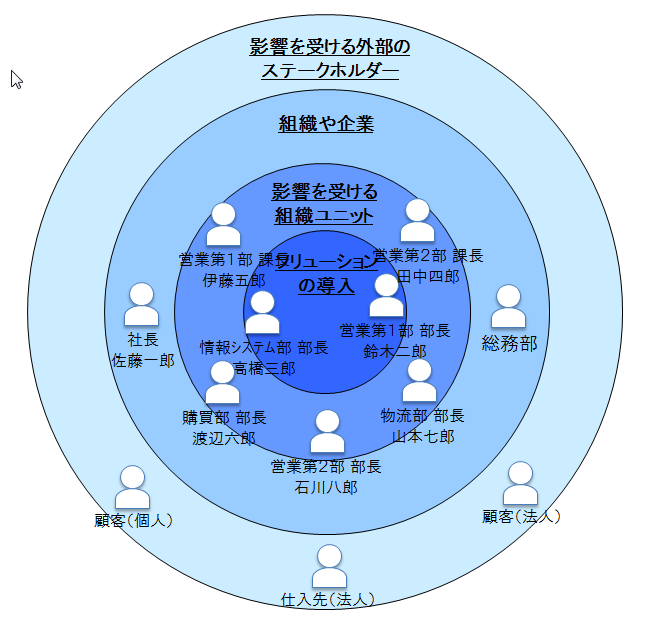 影響を受ける外部の
ステークホルダー
組織や企業
影響を受ける
組織ユニット
営業第1部 課長
伊藤五郎
営業第2部 課長
田中四郎
ソリューション
の導入
社長
佐藤一郎
情報システム部 部長
高橋三郎
営業第1部 部長
鈴木二郎
総務部
購買部 部長
渡辺六郎
物流部 部長
山本七郎
営業第2部 部長
石川八郎
顧客(個人)
顧客(法人)
仕入先(法人)